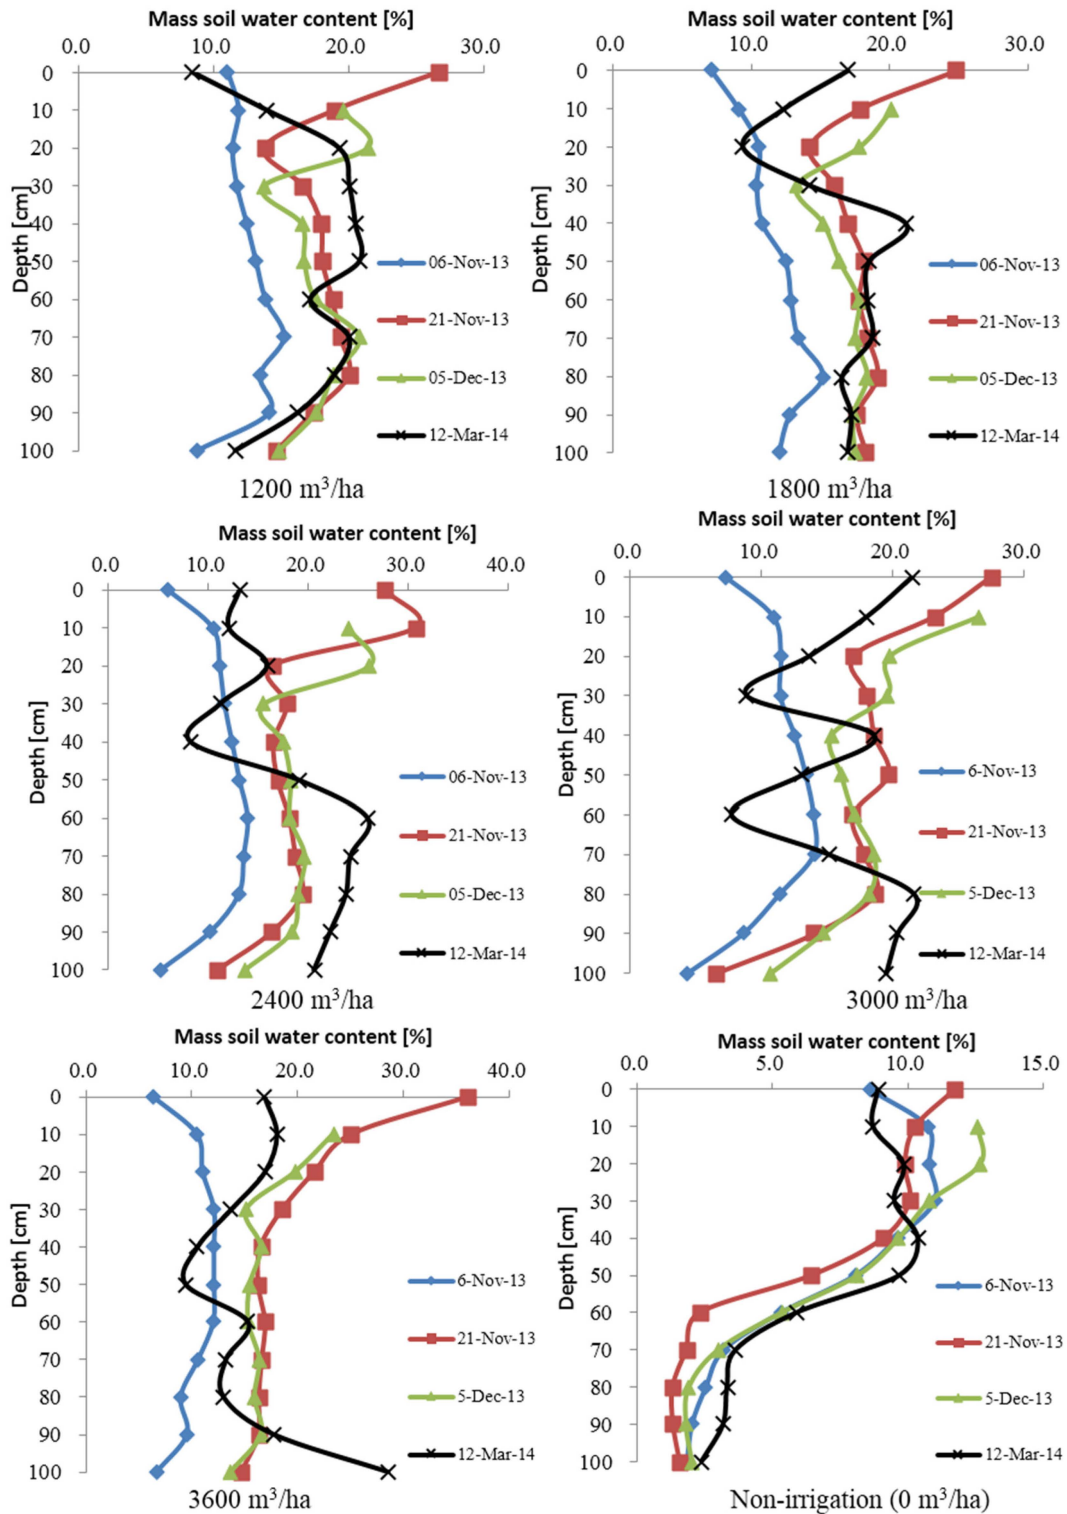 Mass soil water content [%]
0.0 10.0 20.0 30.0
0
10
20
30
40
50
60
70
80
90
100
Depth [cm]
06-Nov-13
21-Nov-13
05-Dec-13
12-Mar-14
1200 m³/ha
Mass soil water content [%]
0.0 10.0 20.0 30.0
0
10
20
30
40
50
60
70
80
90
100
Depth [cm]
06-Nov-13
21-Nov-13
05-Dec-13
12-Mar-14
1800 m³/ha
Mass soil water content [%]
0.0 10.0 20.0 30.0 40.0
0
10
20
30
40
50
60
70
80
90
100
Depth [cm]
06-Nov-13
21-Nov-13
05-Dec-13
12-Mar-14
2400 m³/ha
Mass soil water content [%]
0.0 10.0 20.0 30.0
0
10
20
30
40
50
60
70
80
90
100
Depth [cm]
6-Nov-13
21-Nov-13
5-Dec-13
12-Mar-14
3000 m³/ha
Mass soil water content [%]
0.0 10.0 20.0 30.0 40.0
0
10
20
30
40
50
60
70
80
90
100
Depth [cm]
6-Nov-13
21-Nov-13
5-Dec-13
12-Mar-14
3600 m³/ha
Mass soil water content [%]
0.0 5.0 10.0 15.0
0
10
20
30
40
50
60
70
80
90
100
Depth [cm]
6-Nov-13
21-Nov-13
5-Dec-13
12-Mar-14
Non-irrigation (0 m³/ha)